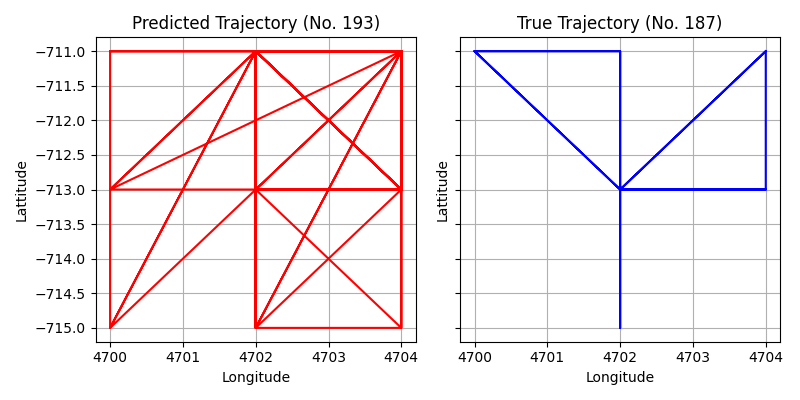 Predicted Trajectory (No. 193)
True Trajectory (No. 187)
−711.0
−711.5
−712.0
−712.5
−713.0
−713.5
−714.0
−714.5
−715.0
Lattitude
Lattitude
4700 4701 4702 4703 4704
4700 4701 4702 4703 4704
Longitude
Longitude